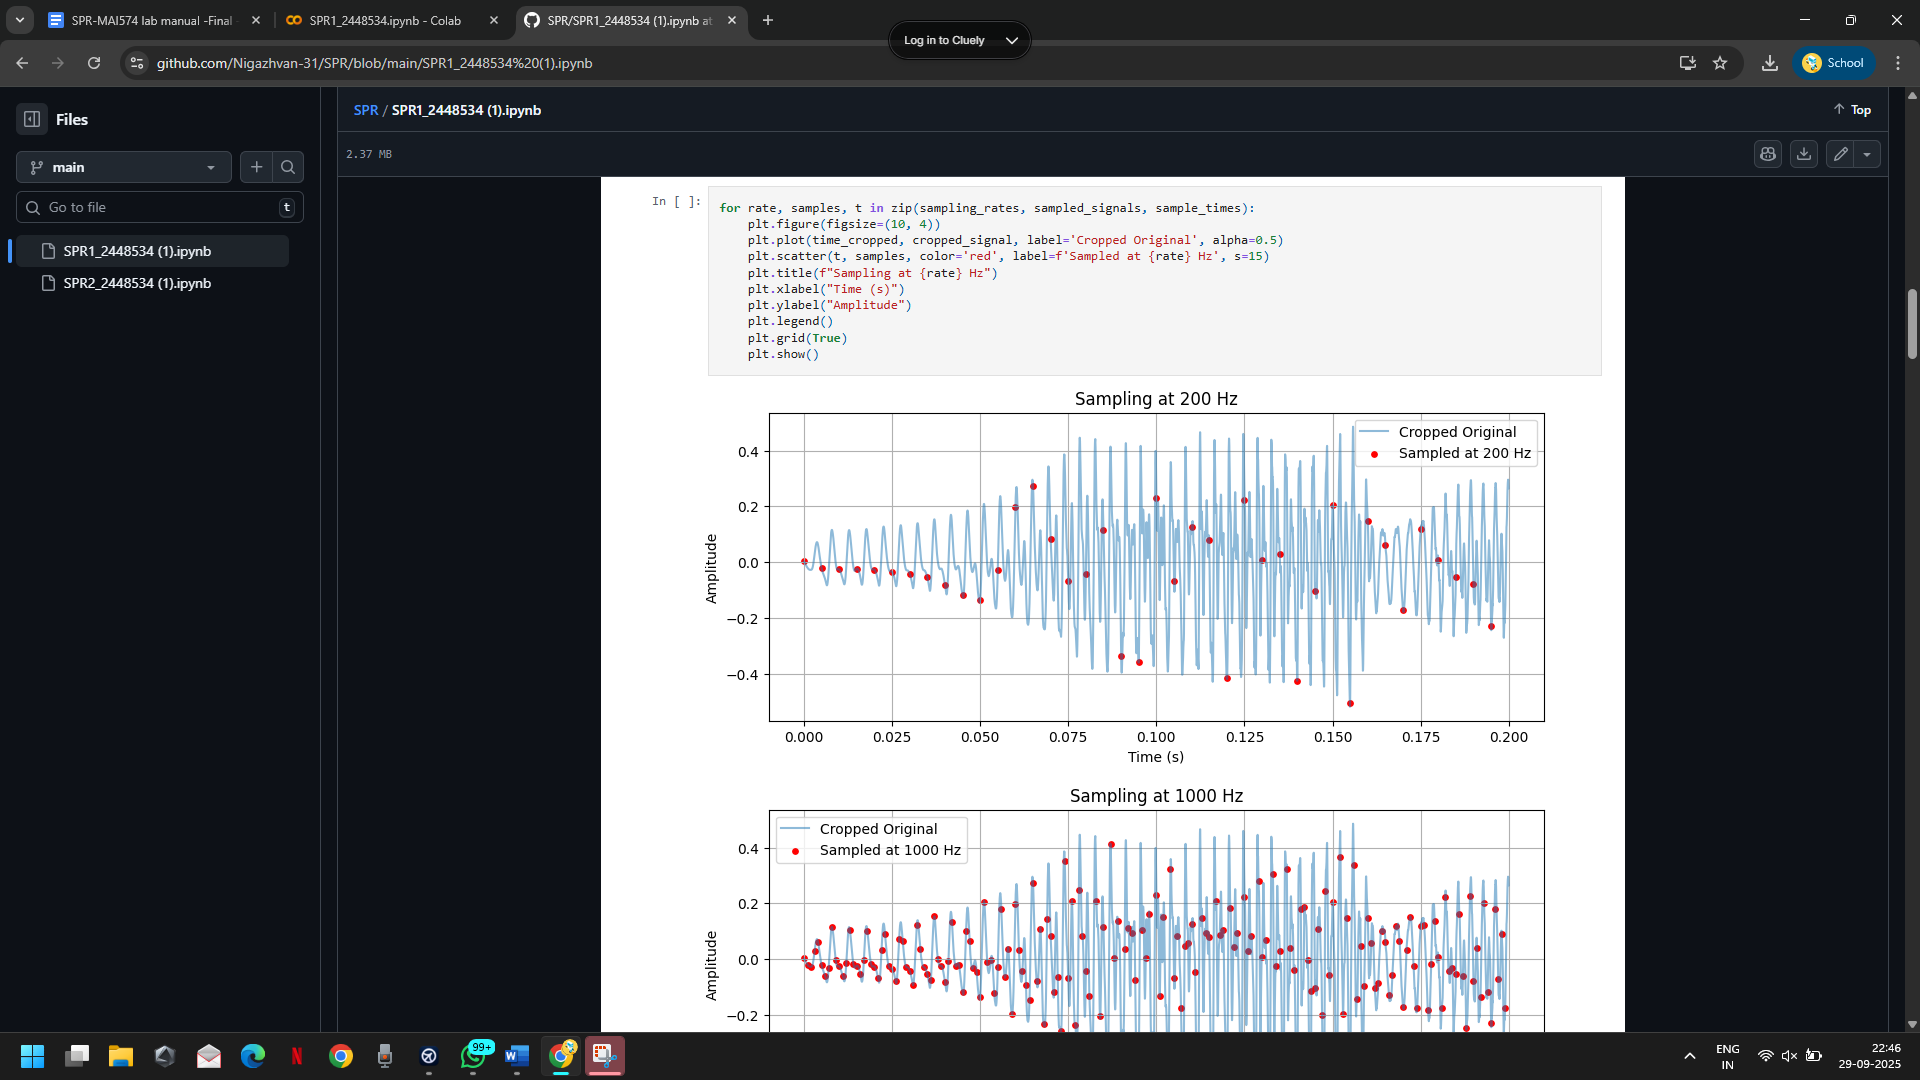 SPR-MAI574 lab manual -Final
SPR1_2448534.ipynb - Colab
SPR/SPR1_2448534 (1).ipynb at
Log in to Cluely
github.com/Nigazhvan-31/SPR/blob/main/SPR1_2448534%20(1).ipynb
School
Files
SPR / SPR1_2448534 (1).ipynb
Top
main
2.37 MB
Go to file
t
SPR1_2448534 (1).ipynb
SPR2_2448534 (1).ipynb
In [ ]:
for rate, samples, t in zip(sampling_rates, sampled_signals, sample_times):
plt.figure(figsize=(10, 4))
plt.plot(time_cropped, cropped_signal, label='Cropped Original', alpha=0.5)
plt.scatter(t, samples, color='red', label=f'Sampled at {rate} Hz', s=15)
plt.title(f"Sampling at {rate} Hz")
plt.xlabel("Time (s)")
plt.ylabel("Amplitude")
plt.legend()
plt.grid(True)
plt.show()
Sampling at 200 Hz
Cropped Original
Sampled at 200 Hz
0.4
0.2
0.0
−0.2
−0.4
Amplitude
0.000 0.025 0.050 0.075 0.100 0.125 0.150 0.175 0.200
Time (s)
Sampling at 1000 Hz
Cropped Original
Sampled at 1000 Hz
0.4
0.2
0.0
−0.2
Amplitude
99+
ENG
IN
22:46
29-09-2025